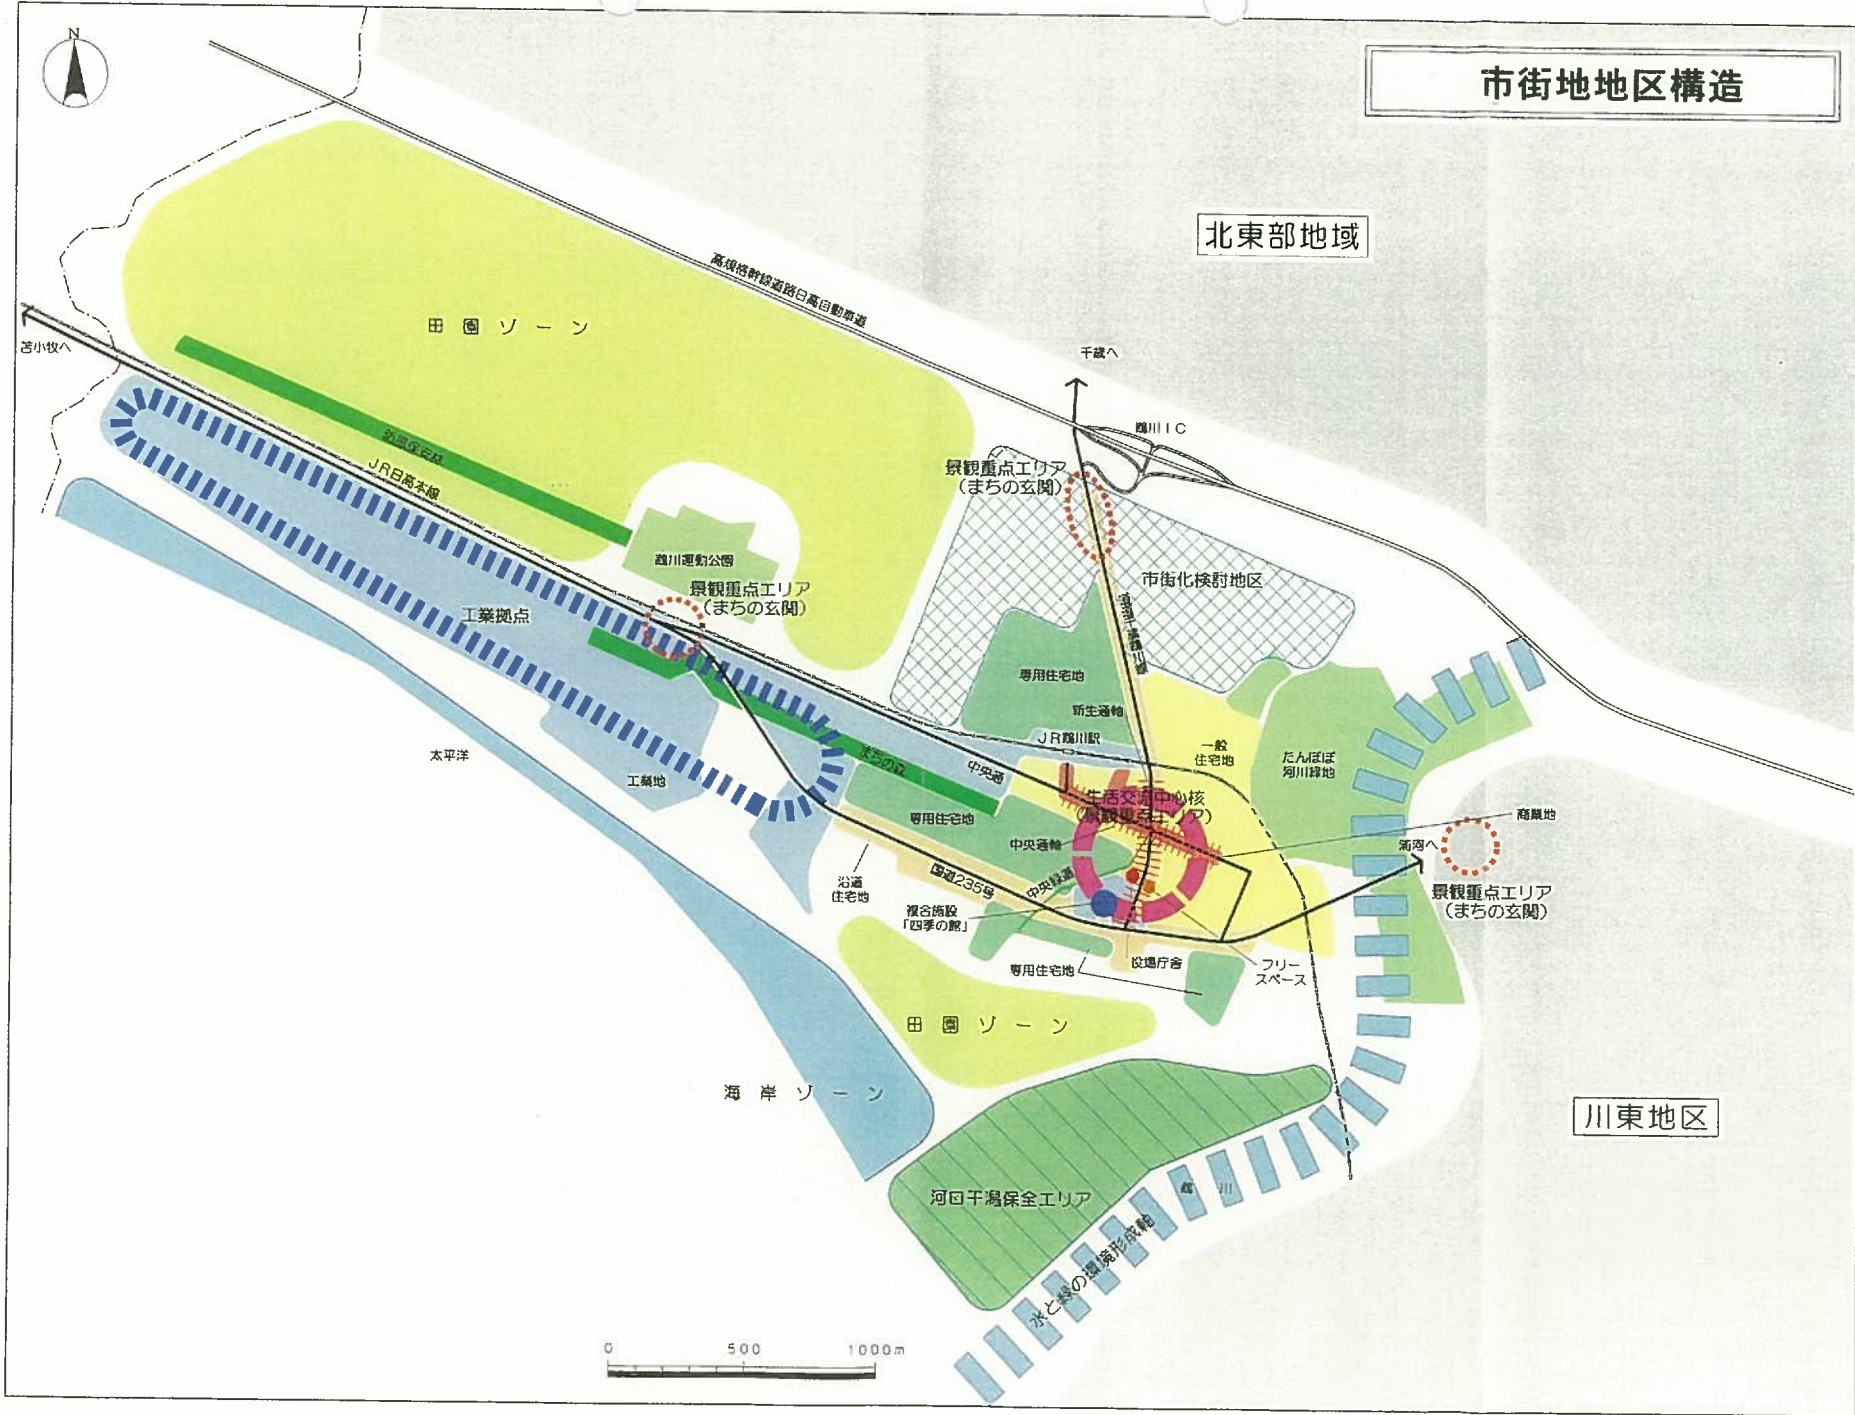 N
市街地地区構造
北東部地域
高規格幹線道路日高自動車道
田園ゾーン
苫小牧へ
千歳へ
鵡川IC
景観重点エリア
（まちの玄関）
防風保安林
JR日高本線
鵡川運動公園
市街化検討地区
景観重点エリア
（まちの玄関）
工業拠点
専用住宅地
新生通軸
JR鵡川駅
一般
住宅地
たんぽぽ
河川緑地
太平洋
工業地
まちの森
中央通
生活交流中心核
（景観重点エリア）
専用住宅地
中央通軸
商業地
浦河へ
沿道
住宅地
国道235号
中央緑道
景観重点エリア
（まちの玄関）
複合施設
「四季の館」
専用住宅地
役場庁舎
フリー
スペース
田園ゾーン
海岸ゾーン
川東地区
河口干潟保全エリア
鵡川
水と緑の環境形成軸
0 500 1000m